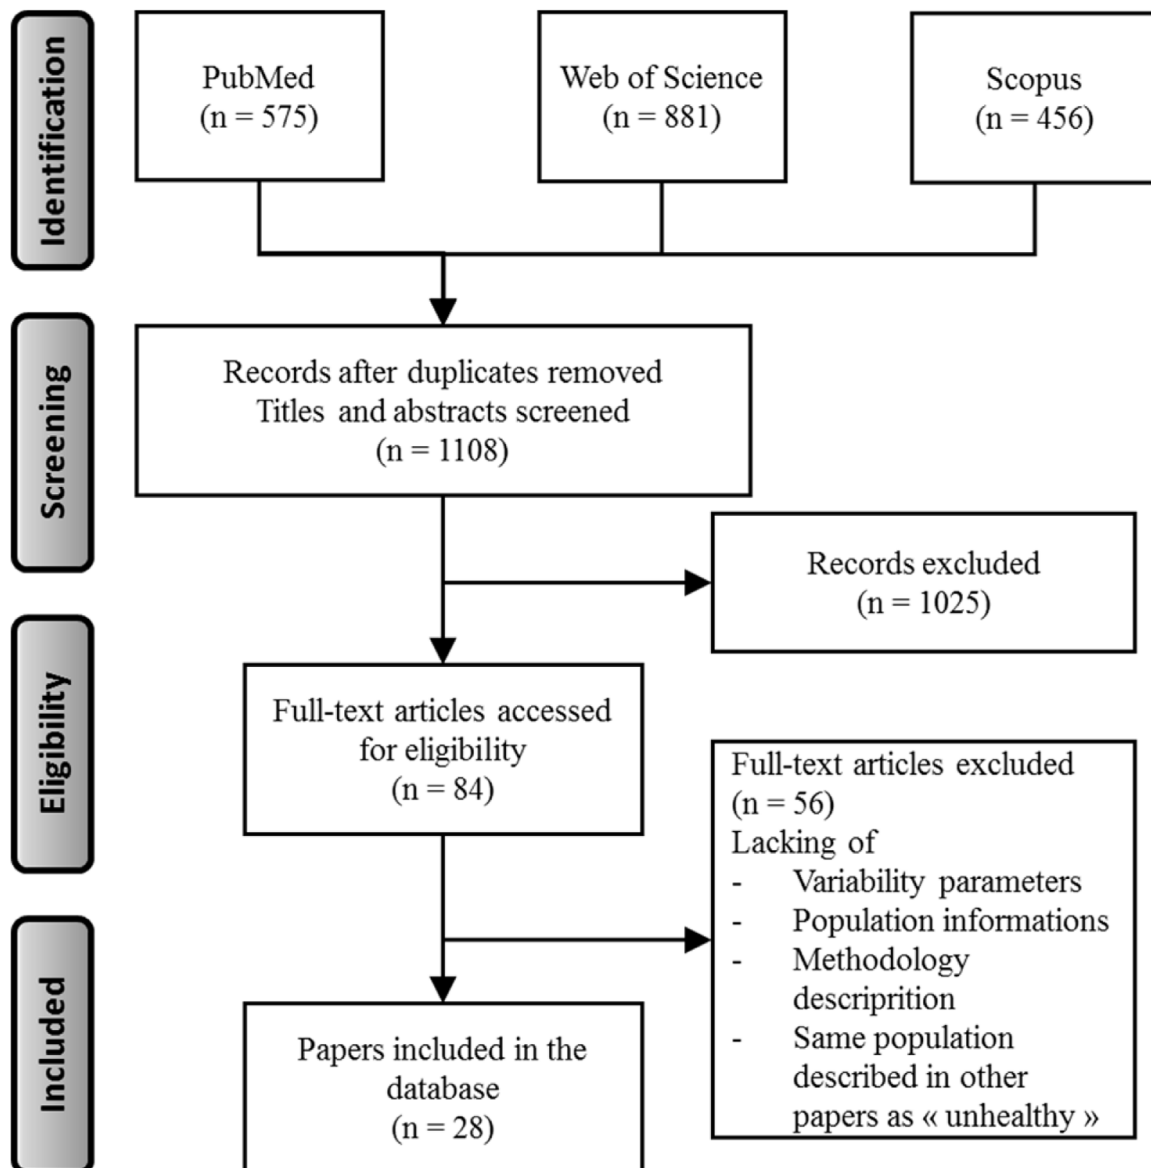 Identification
PubMed
(n = 575)
Web of Science
(n = 881)
Scopus
(n = 456)
Screening
Records after duplicates removed
Titles and abstracts screened
(n = 1108)
Records excluded
(n = 1025)
Eligibility
Full-text articles accessed
for eligibility
(n = 84)
Full-text articles excluded
(n = 56)
Lacking of
- Variability parameters
- Population informations
- Methodology
descriprition
- Same population
described in other
papers as « unhealthy »
Included
Papers included in the
database
(n = 28)